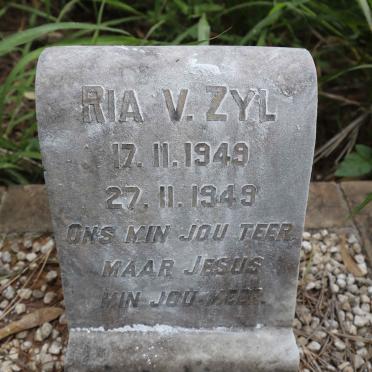 RIA V. ZYL
17.11.1949
27.11.1949
ONS MIN JOU TEER.
MAAR JESUS
MIN JOU MEER.